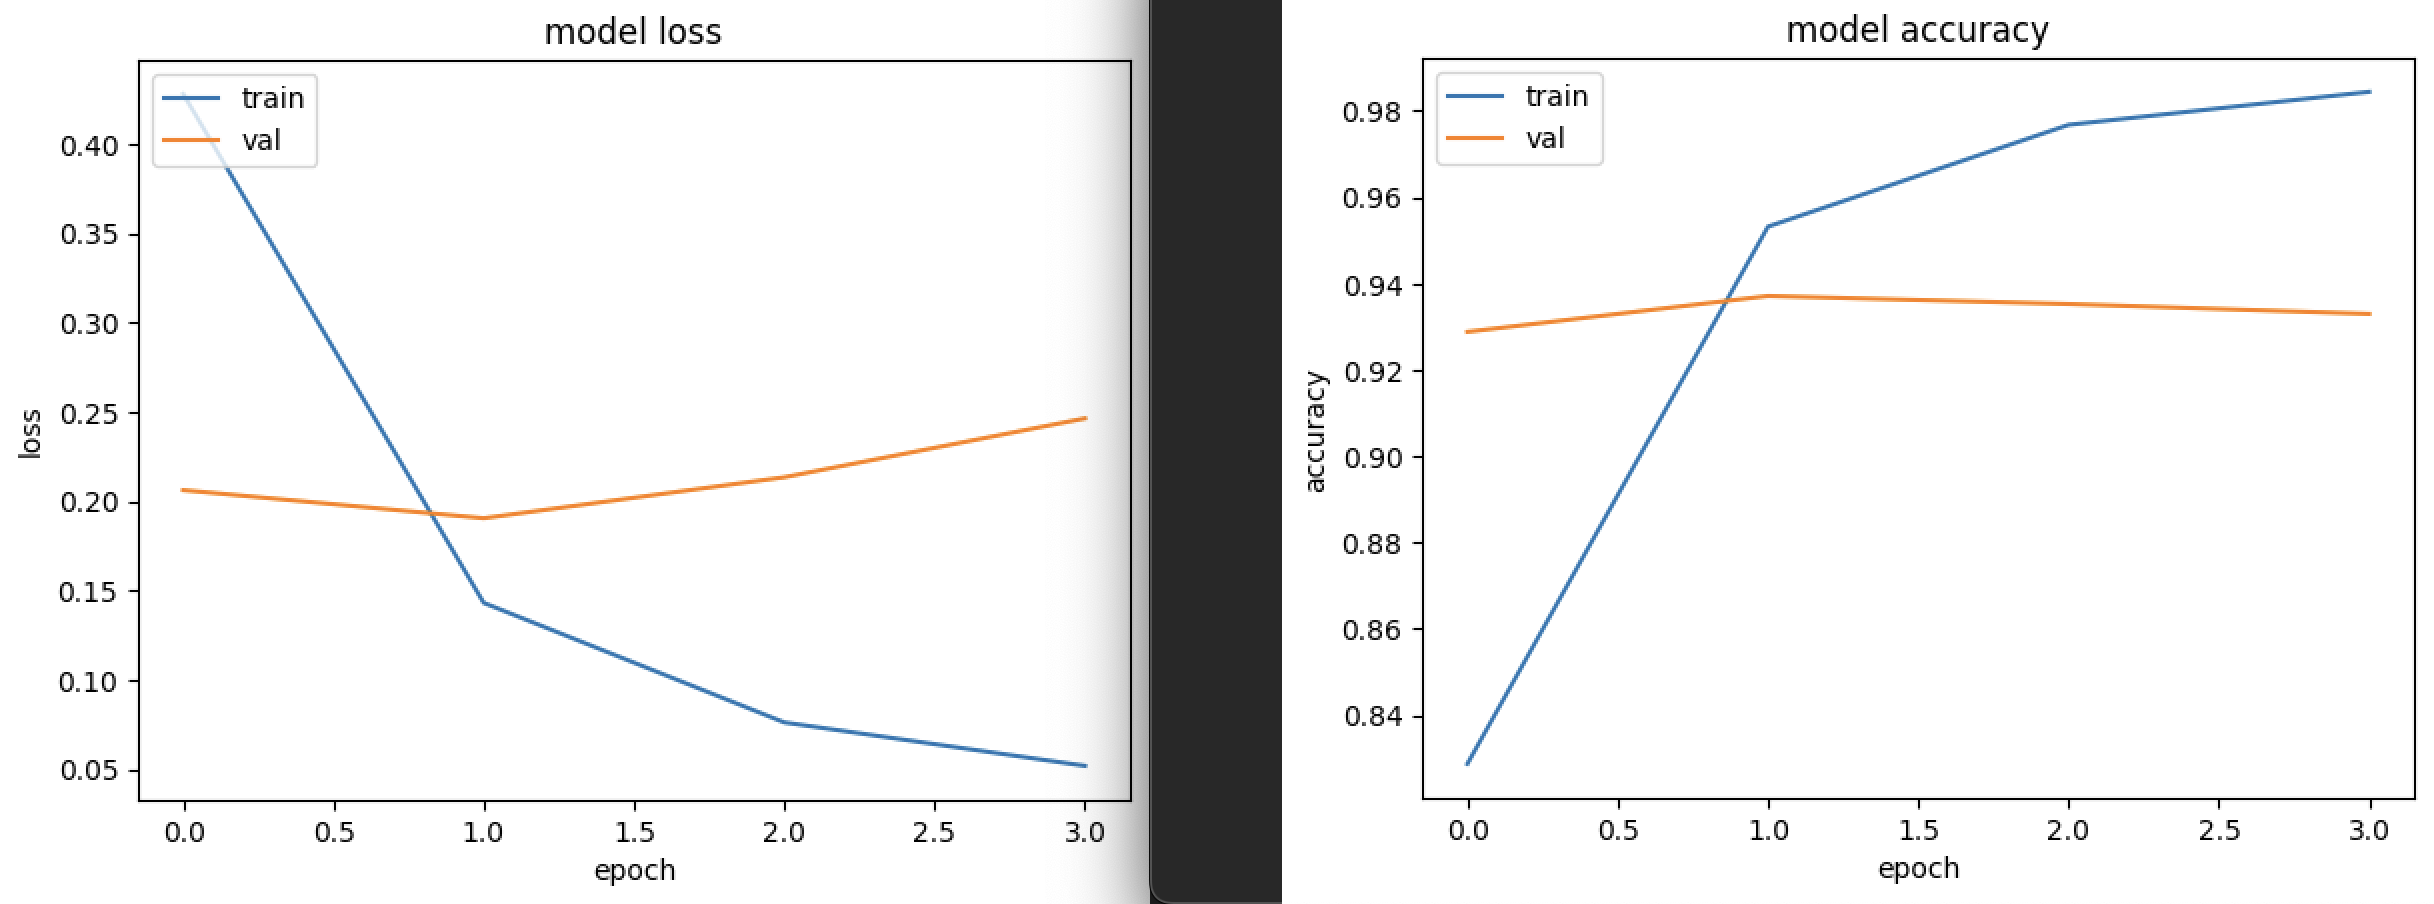 model loss
train
val
0.40
0.35
0.30
0.25
0.20
0.15
0.10
0.05
loss
0.0 0.5 1.0 1.5 2.0 2.5 3.0
epoch
model accuracy
train
val
0.98
0.96
0.94
0.92
0.90
0.88
0.86
0.84
accuracy
0.0 0.5 1.0 1.5 2.0 2.5 3.0
epoch